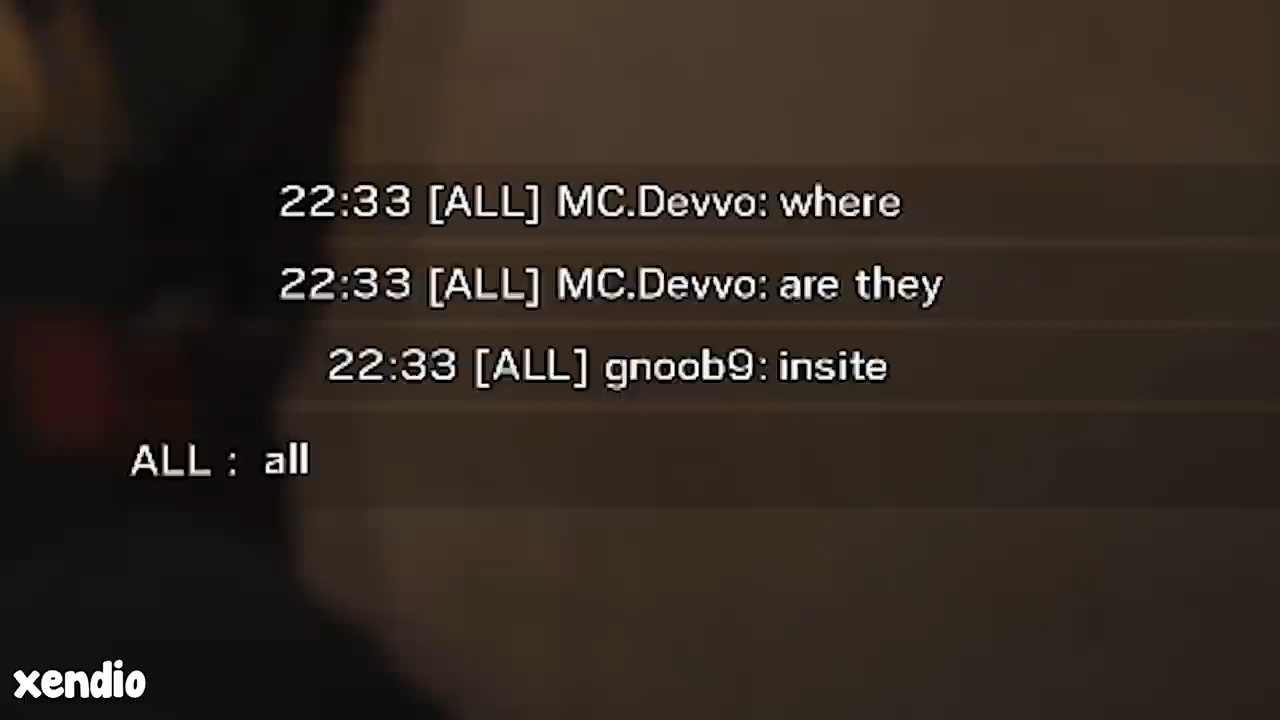 22:33 [ALL] MC.Devvo: where
22:33 [ALL] MC.Devvo: are they
22:33 [ALL] gnoob9: insite
ALL : all
xendio